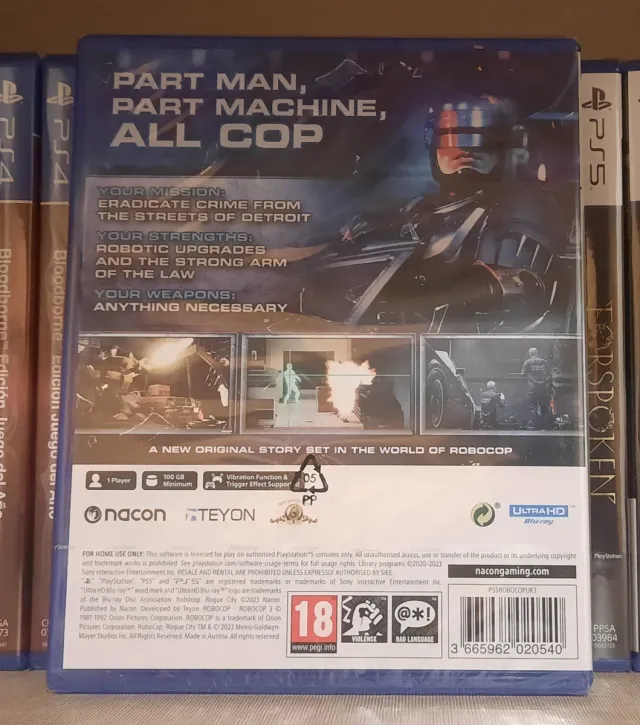 PART MAN,
PART MACHINE,
ALL COP
YOUR MISSION:
ERADICATE CRIME FROM
THE STREETS OF DETROIT
YOUR STRENGTHS:
ROBOTIC UPGRADES
AND THE STRONG ARM
OF THE LAW
YOUR WEAPONS:
ANYTHING NECESSARY
A NEW ORIGINAL STORY SET IN THE WORLD OF ROBOCOP
1 Player
100 GB
Minimum
Vibration Function &
Trigger Effect Supported
05
PP
nacon
TEYON
ULTRA HD
Blu-ray
FOR HOME USE ONLY: This software is licensed for play on authorised PlayStation®5 consoles only. All unauthorised access, use or transfer of the product or its underlying copyright
and trademark works is prohibited. See playstation.com/software-usage-terms for full usage terms. Library programs ©2020-2023
Sony Interactive Entertainment Inc. RESALE AND RENTAL ARE PROHIBITED UNLESS EXPRESSLY AUTHORISED BY SIEE.
"PlayStation", "PS5" and "PS5" are registered trademarks or trademarks of Sony Interactive Entertainment Inc.
"Ultra HD Blu-ray™" word mark and "Ultra HD Blu-ray™" logo are trademarks
of the Blu-ray Disc Association. Robocop: Rogue City ©2023 Nacon.
Published by Nacon. Developed by Teyon. ROBOCOP - ROBOCOP 3 ©
1987-1992 Orion Pictures Corporation. ROBOCOP is a trademark of Orion
Pictures Corporation. RoboCop: Rogue City TM & © 2023 Metro-Goldwyn-
Mayer Studios Inc. All Rights Reserved. Made in Austria. All rights reserved.
nacongaming.com
18
www.pegi.info
VIOLENCE
@*!
BAD LANGUAGE
PS5ROBOCOPUK3
3 665962 020540
PS4
Bloodborne
PS4
Bloodborne Edición Juego del Año
PS5
FORSPOKEN
PlayStation
PPSA
03984